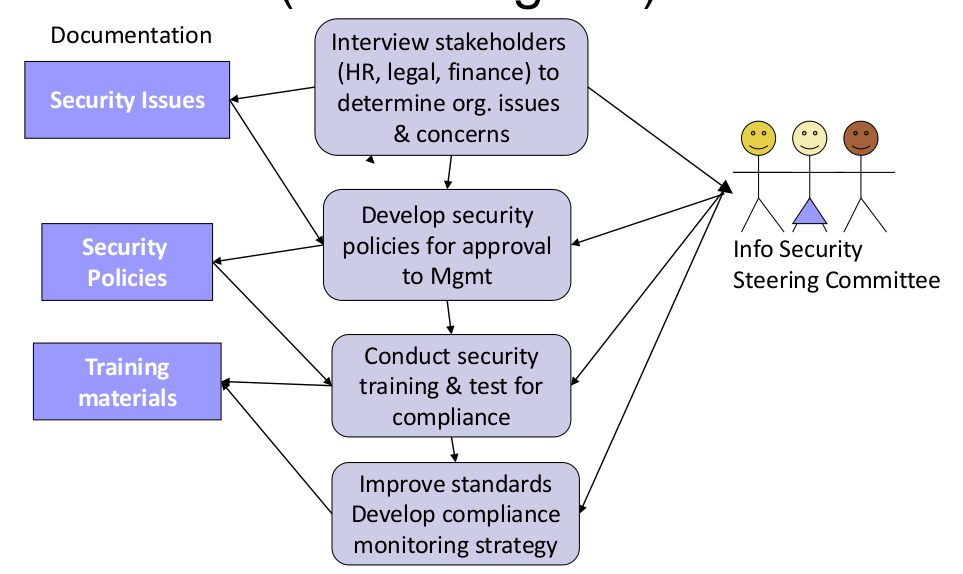 Documentation
Security Issues
Security
Policies
Training
materials
Interview stakeholders
(HR, legal, finance) to
determine org. issues
& concerns
Develop security
policies for approval
to Mgmt
Conduct security
training & test for
compliance
Improve standards
Develop compliance
monitoring strategy
Info Security
Steering Committee